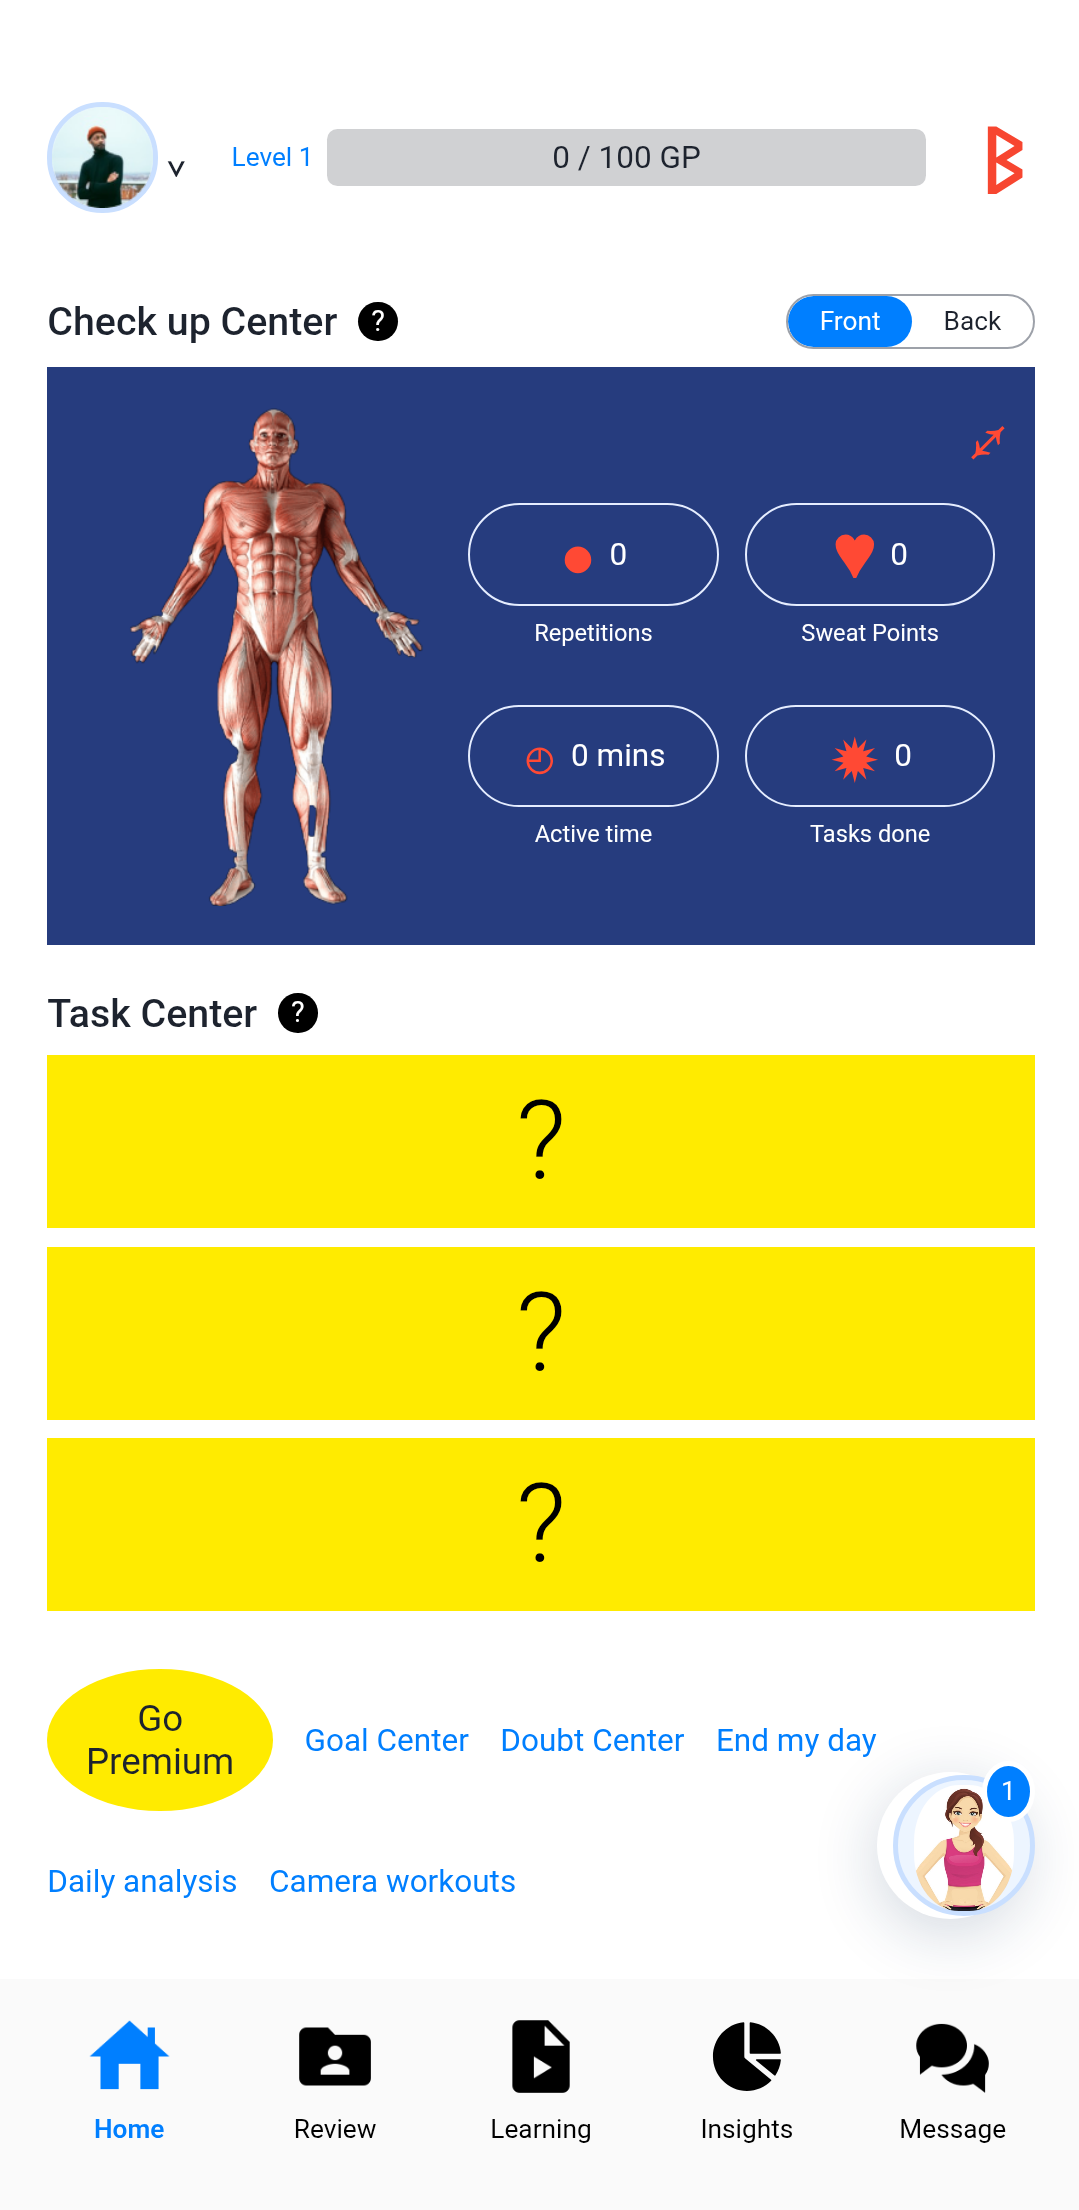 Level 1
0 / 100 GP
Check up Center ?
Front
Back
0
0
Repetitions
Sweat Points
0 mins
0
Active time
Tasks done
Task Center ?
?
?
?
Go
Premium
Goal Center
Doubt Center
End my day
1
Daily analysis
Camera workouts
Home
Review
Learning
Insights
Message